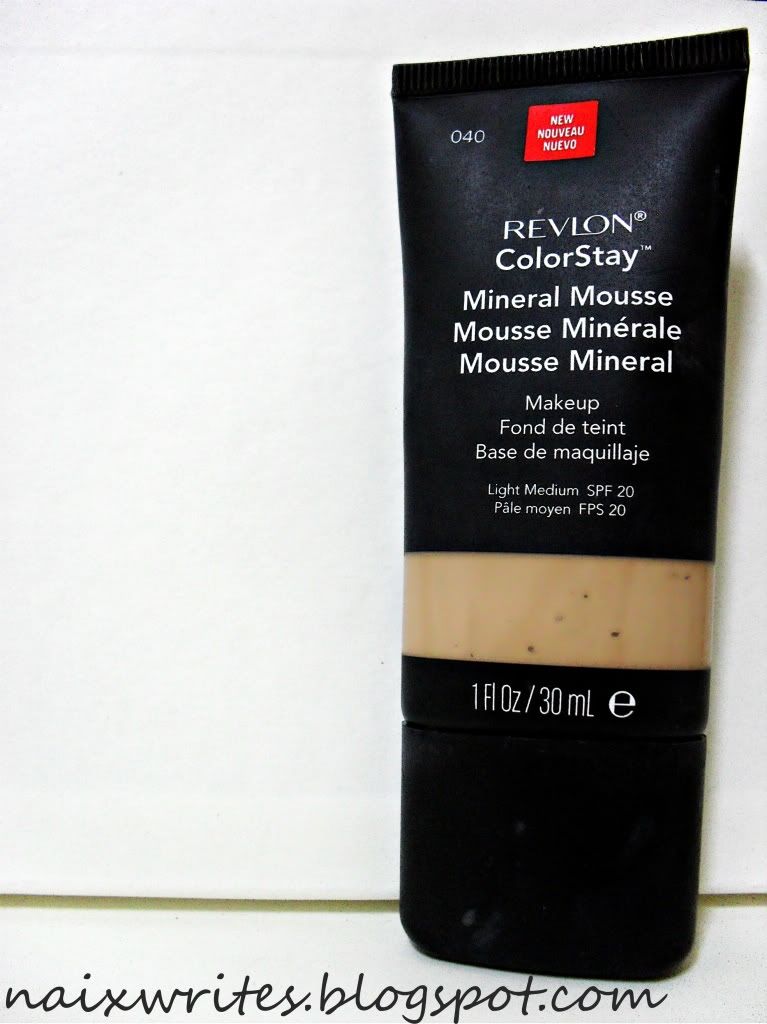 040
NEW
NOUVEAU
NUEVO
REVLON®
ColorStay™
Mineral Mousse
Mousse Minérale
Mousse Mineral
Makeup
Fond de teint
Base de maquillaje
Light Medium SPF 20
Pâle moyen FPS 20
1 Fl Oz / 30 mL e
naixwrites.blogspot.com